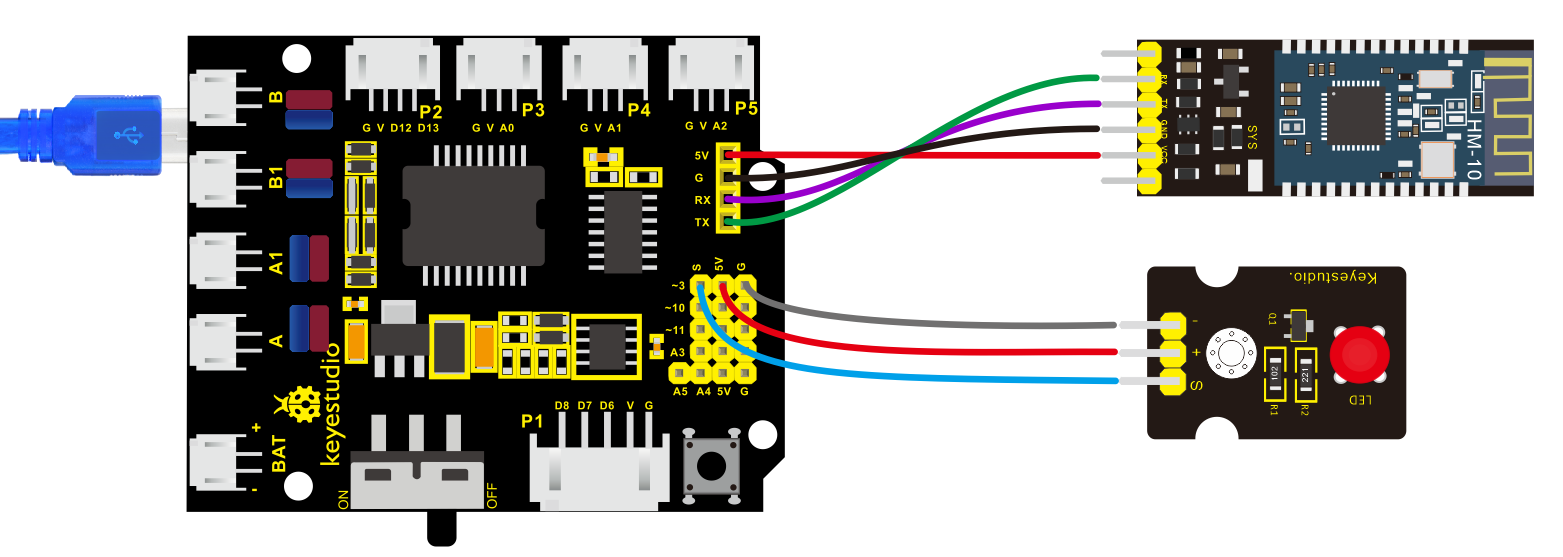 B
B1
A1
A
BAT
+
-
keyestudio
P2
G V D12 D13
P3
G V A0
P4
G V A1
P5
G V A2
5V
G
RX
TX
S 5V G
~3
~10
~11
A3
A5 A4 5V G
P1
D8 D7 D6 V G
ON
OFF
RX
TX
GND
VCC
SYS
HM-10
Keyestudio.
-
+
S
Q1
102
R1
221
R2
LED